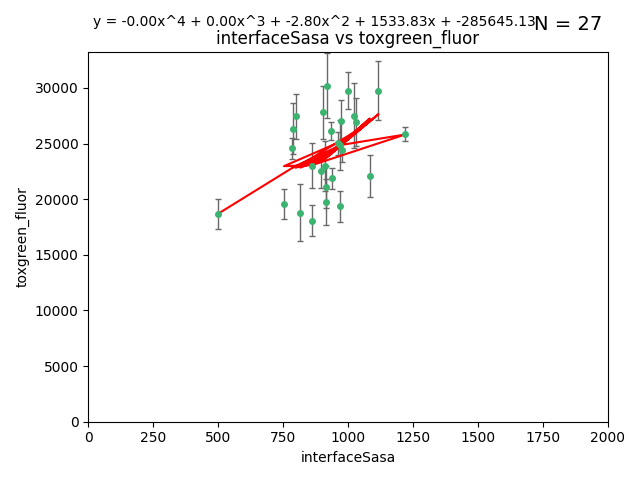 y = -0.00x^4 + 0.00x^3 + -2.80x^2 + 1533.83x + -285645.13
N = 27
interfaceSasa vs toxgreen_fluor
30000
25000
20000
15000
10000
5000
0
toxgreen_fluor
0 250 500 750 1000 1250 1500 1750 2000
interfaceSasa